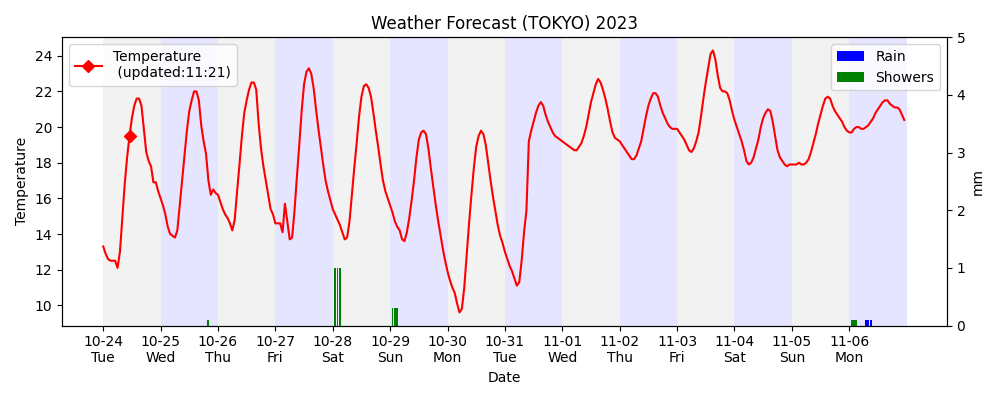 Weather Forecast (TOKYO) 2023
Temperature
(updated:11:21)
Rain
Showers
Temperature
24
22
20
18
16
14
12
10
5
4
3
2
1
0
mm
10-24 10-25 10-26 10-27 10-28 10-29 10-30 10-31 11-01 11-02 11-03 11-04 11-05 11-06
Tue Wed Thu Fri Sat Sun Mon Tue Wed Thu Fri Sat Sun Mon
Date